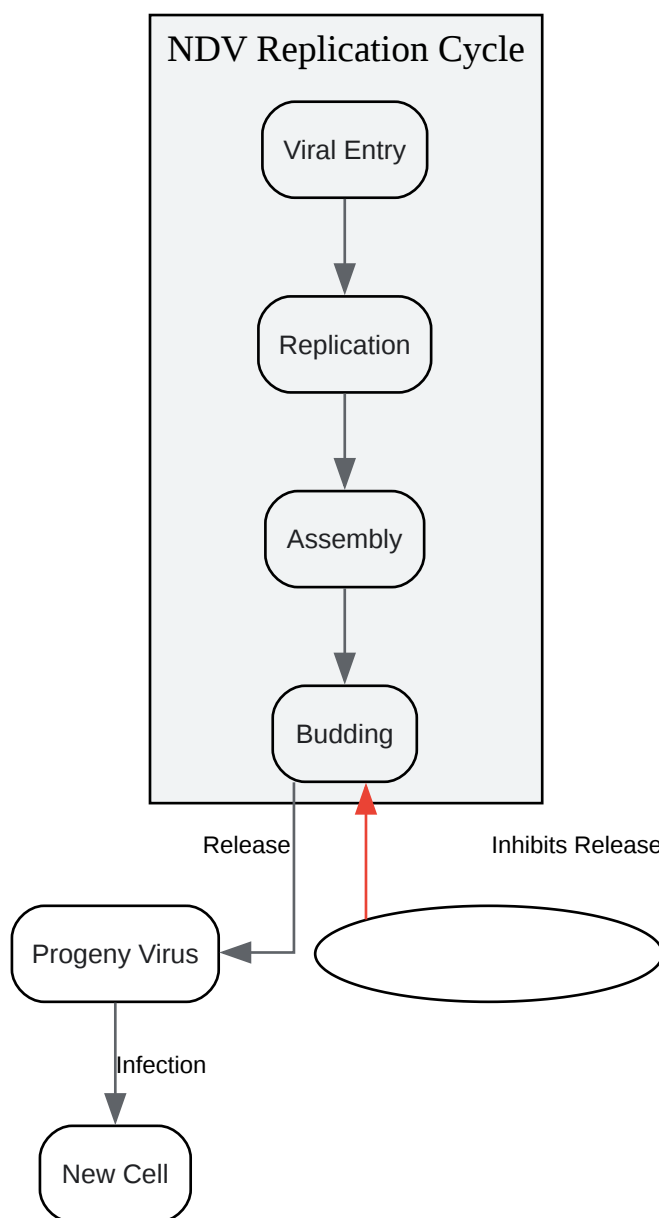 NDV Replication Cycle
Viral Entry
Replication
Assembly
Budding
Release
Inhibits Release
Progeny Virus
Infection
New Cell